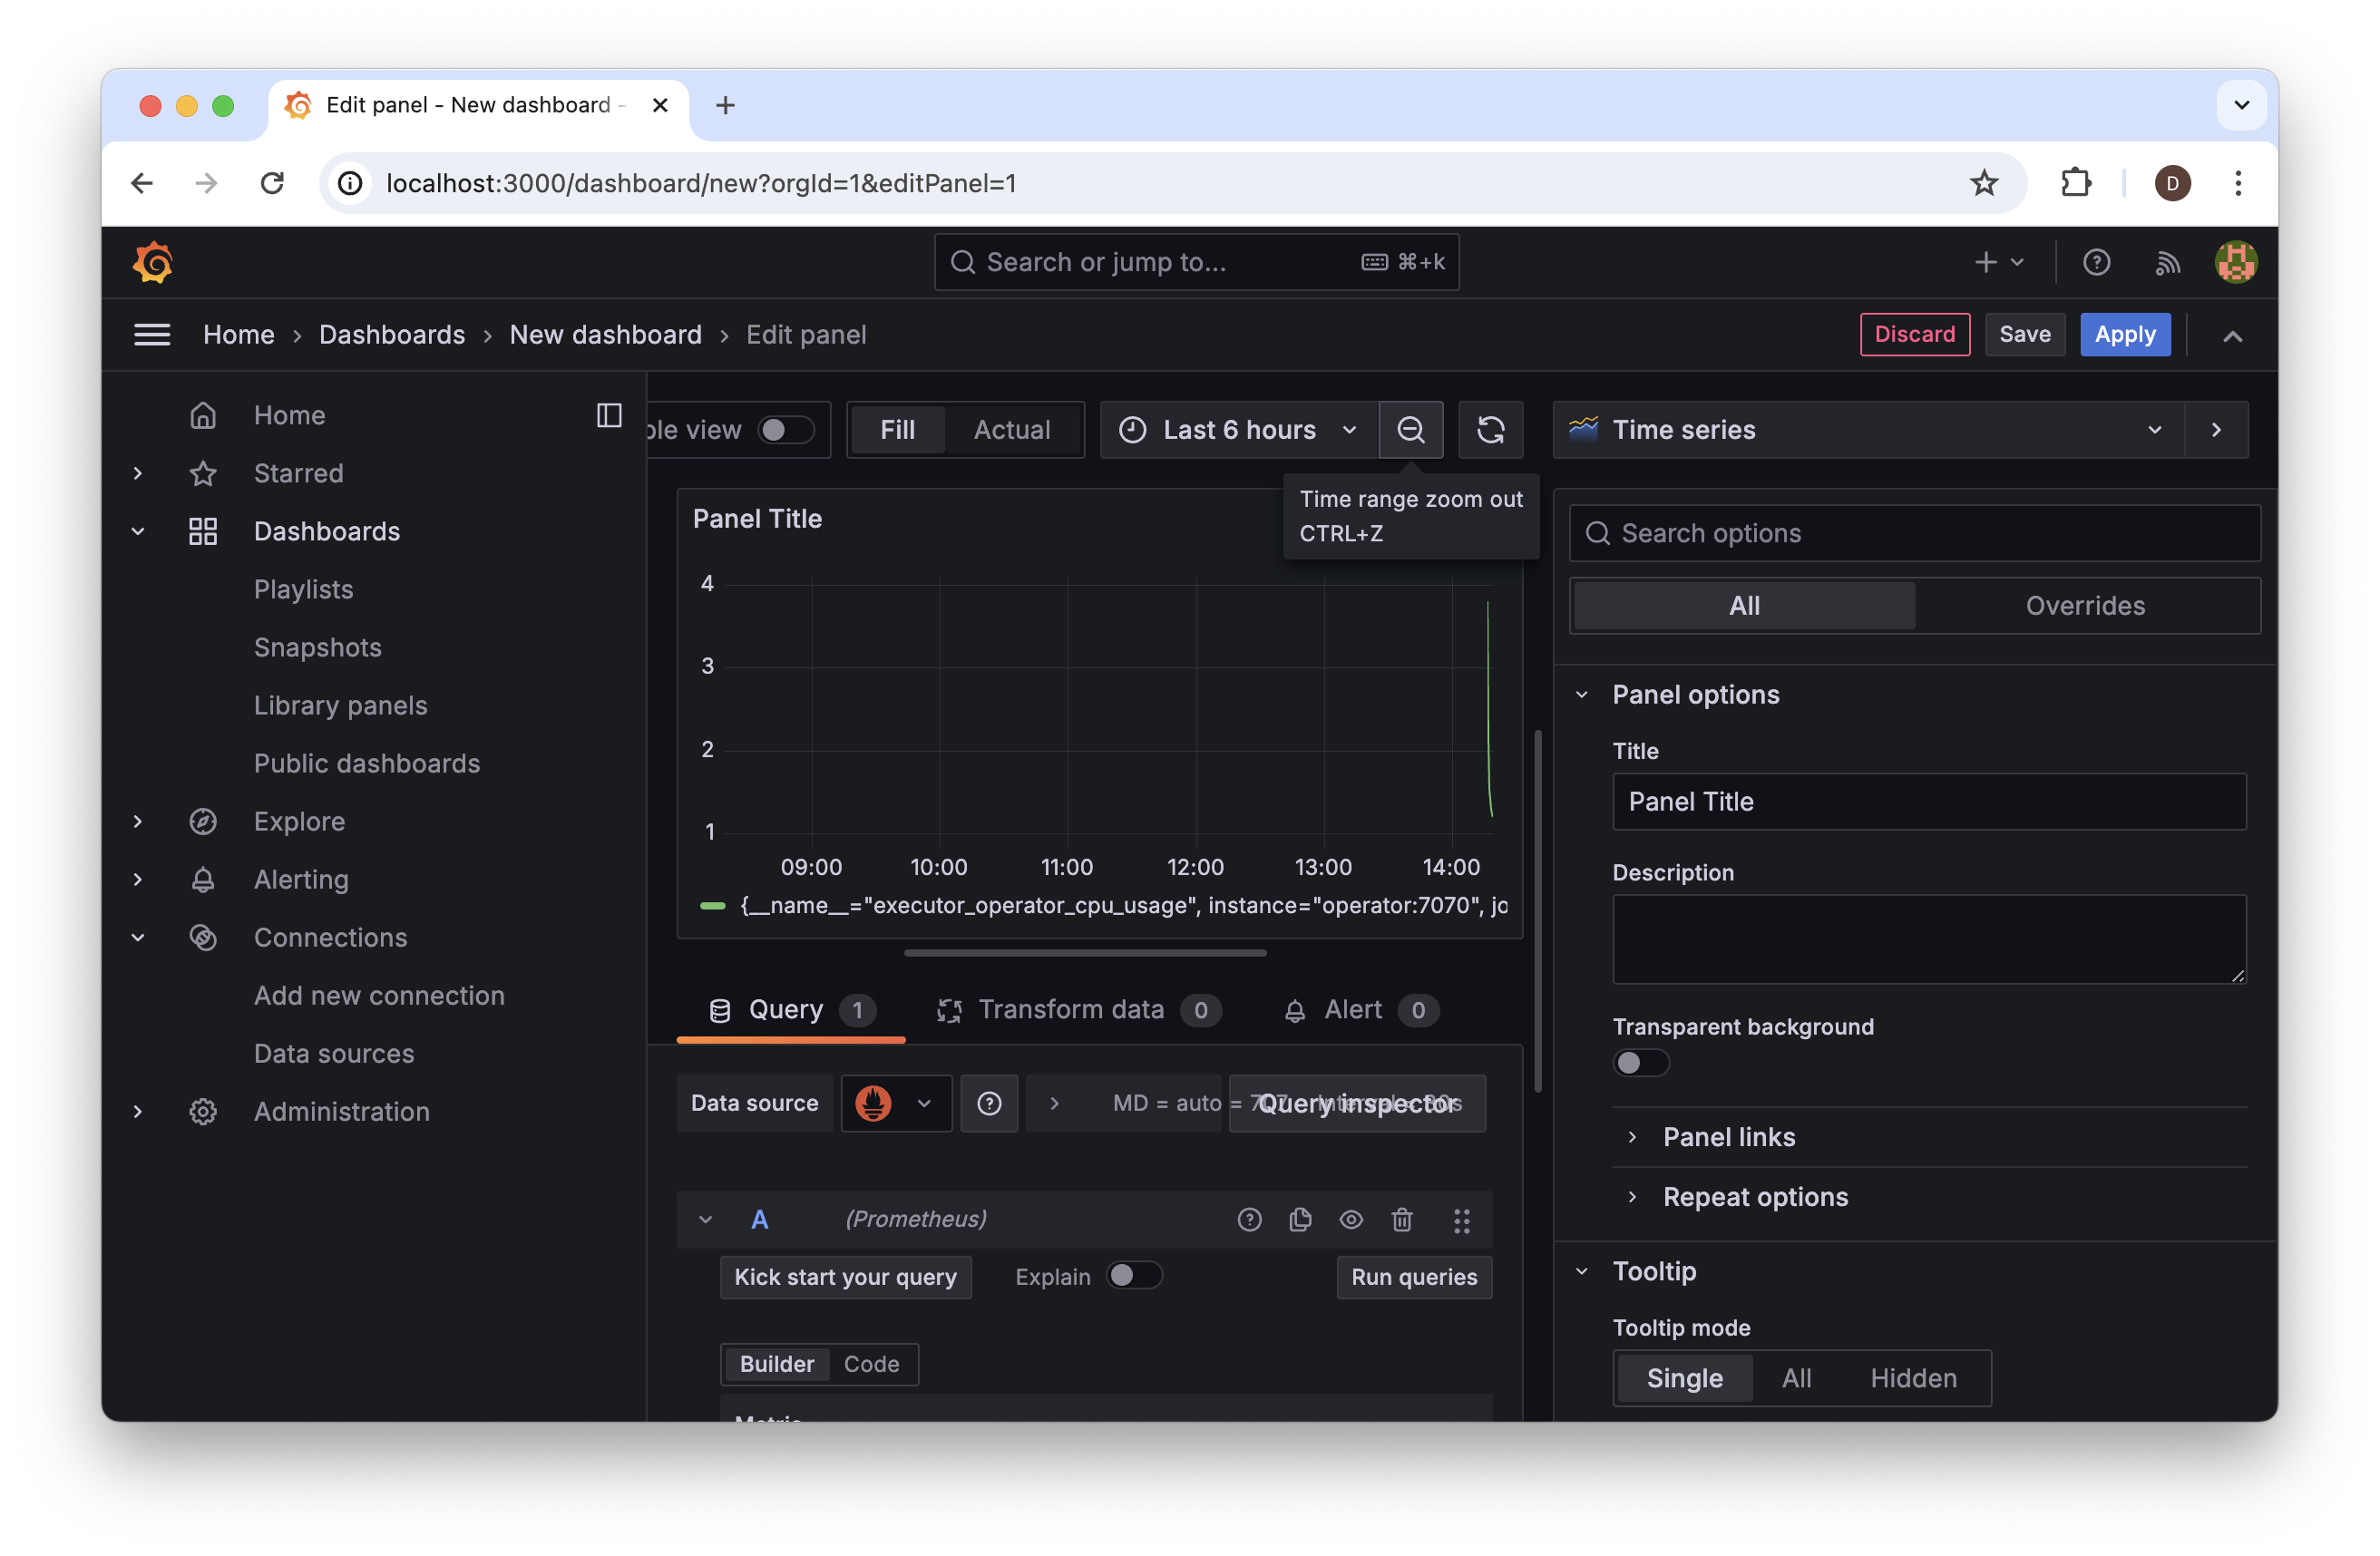 Edit panel - New dashboard -
localhost:3000/dashboard/new?orgId=1&editPanel=1
D
Search or jump to...
⌘+k
Home › Dashboards › New dashboard › Edit panel
Discard
Save
Apply
Home
Starred
Dashboards
Playlists
Snapshots
Library panels
Public dashboards
Explore
Alerting
Connections
Add new connection
Data sources
Administration
view
Fill
Actual
Last 6 hours
Time series
Time range zoom out
CTRL+Z
Panel Title
4
3
2
1
09:00 10:00 11:00 12:00 13:00 14:00
{__name__="executor_operator_cpu_usage", instance="operator:7070", jo
Query 1
Transform data 0
Alert 0
Data source
MD = auto =
Query inspector
A (Prometheus)
Kick start your query
Explain
Run queries
Builder
Code
Search options
All
Overrides
Panel options
Title
Panel Title
Description
Transparent background
Panel links
Repeat options
Tooltip
Tooltip mode
Single
All
Hidden